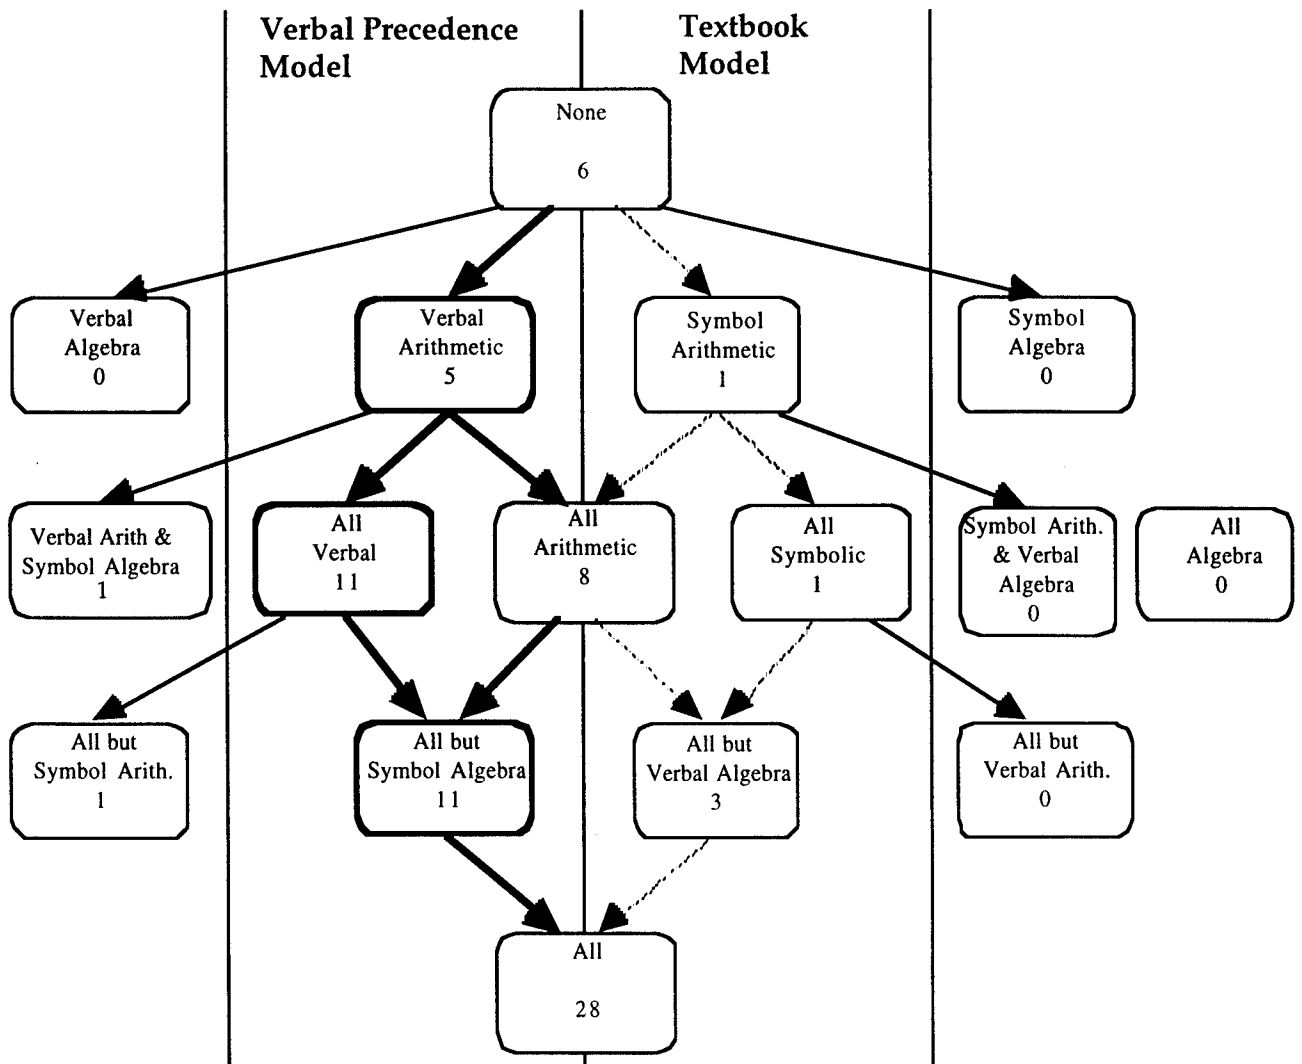 Verbal Precedence
Model
Textbook
Model
None
6
Verbal
Algebra
0
Verbal
Arithmetic
5
Symbol
Arithmetic
1
Symbol
Algebra
0
Verbal Arith &
Symbol Algebra
1
All
Verbal
11
All
Arithmetic
8
All
Symbolic
1
Symbol Arith.
& Verbal
Algebra
0
All
Algebra
0
All but
Symbol Arith.
1
All but
Symbol Algebra
11
All but
Verbal Algebra
3
All but
Verbal Arith.
0
All
28